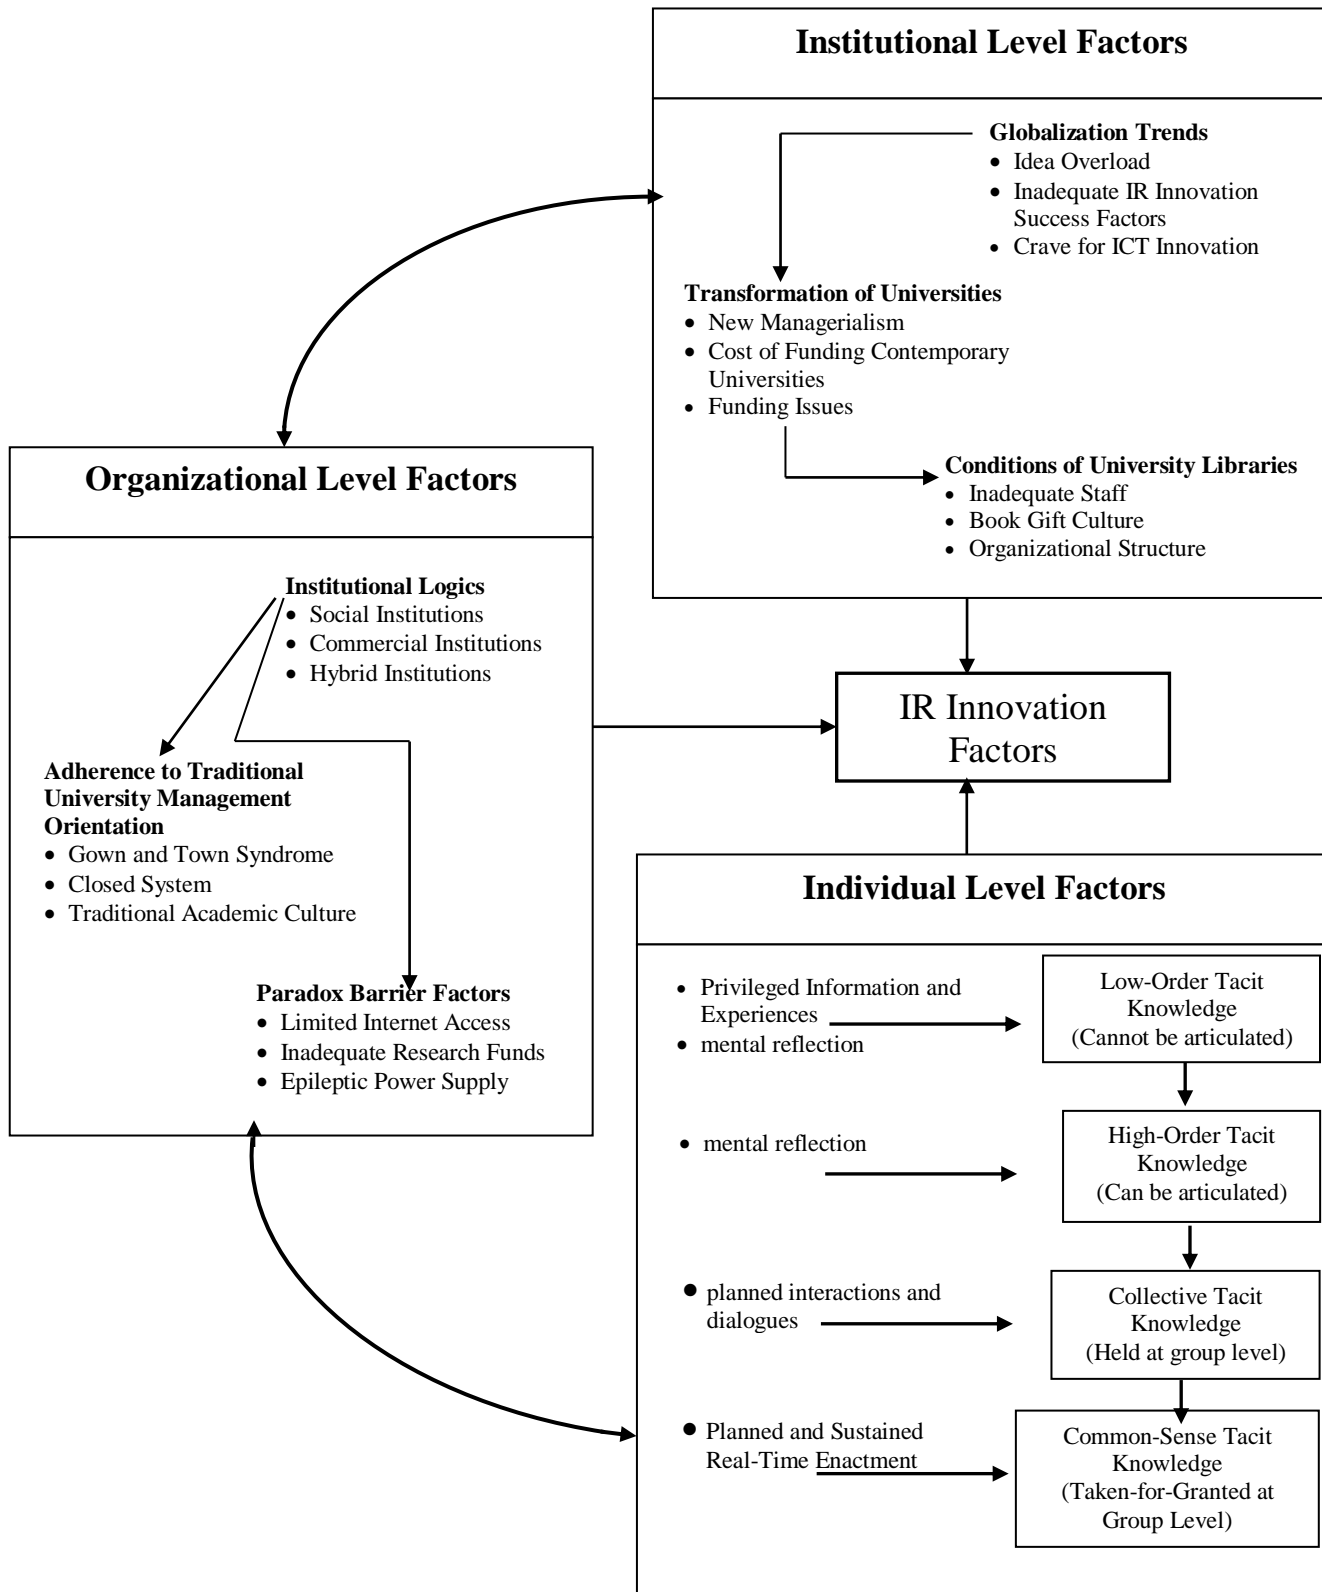 Institutional Level Factors
Globalization Trends
• Idea Overload
• Inadequate IR Innovation
Success Factors
• Crave for ICT Innovation
Transformation of Universities
• New Managerialism
• Cost of Funding Contemporary
Universities
• Funding Issues
Conditions of University Libraries
• Inadequate Staff
• Book Gift Culture
• Organizational Structure
Organizational Level Factors
Institutional Logics
• Social Institutions
• Commercial Institutions
• Hybrid Institutions
Adherence to Traditional
University Management
Orientation
• Gown and Town Syndrome
• Closed System
• Traditional Academic Culture
Paradox Barrier Factors
• Limited Internet Access
• Inadequate Research Funds
• Epileptic Power Supply
IR Innovation
Factors
Individual Level Factors
• Privileged Information and
Experiences
• mental reflection
Low-Order Tacit
Knowledge
(Cannot be articulated)
• mental reflection
High-Order Tacit
Knowledge
(Can be articulated)
• planned interactions and
dialogues
Collective Tacit
Knowledge
(Held at group level)
• Planned and Sustained
Real-Time Enactment
Common-Sense Tacit
Knowledge
(Taken-for-Granted at
Group Level)